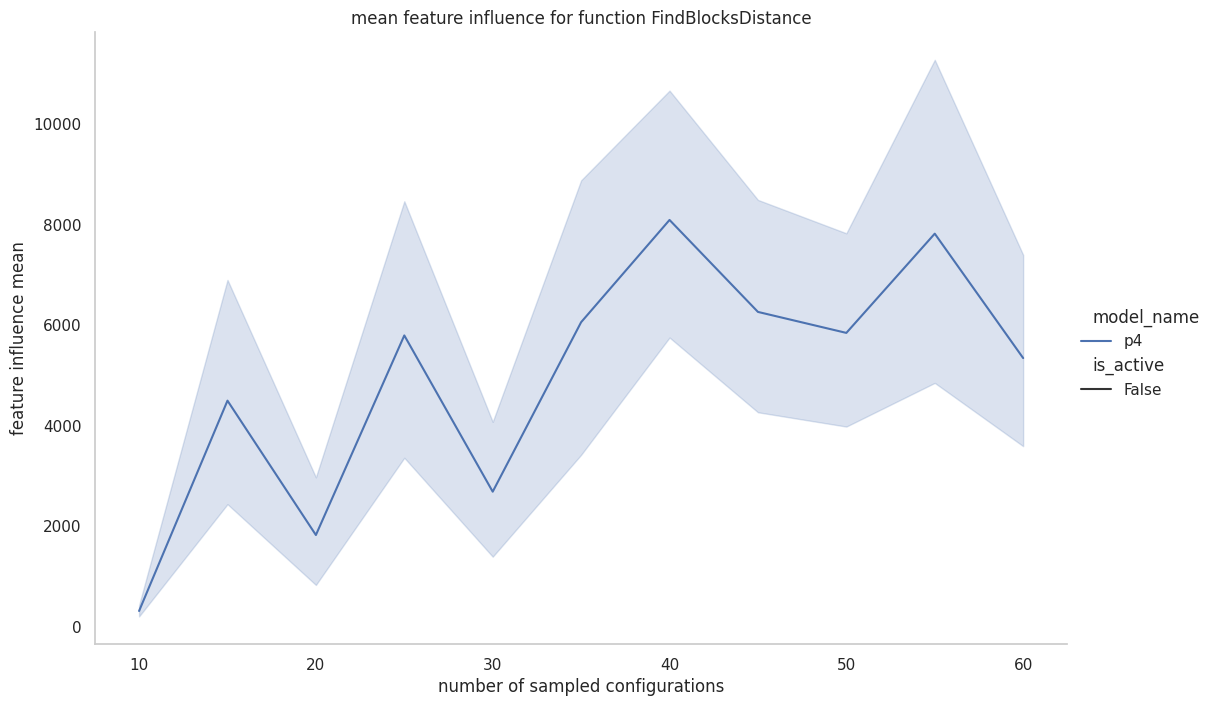 mean feature influence for function FindBlocksDistance
feature influence mean
10000
8000
6000
4000
2000
0
10 20 30 40 50 60
number of sampled configurations
model_name
p4
is_active
False